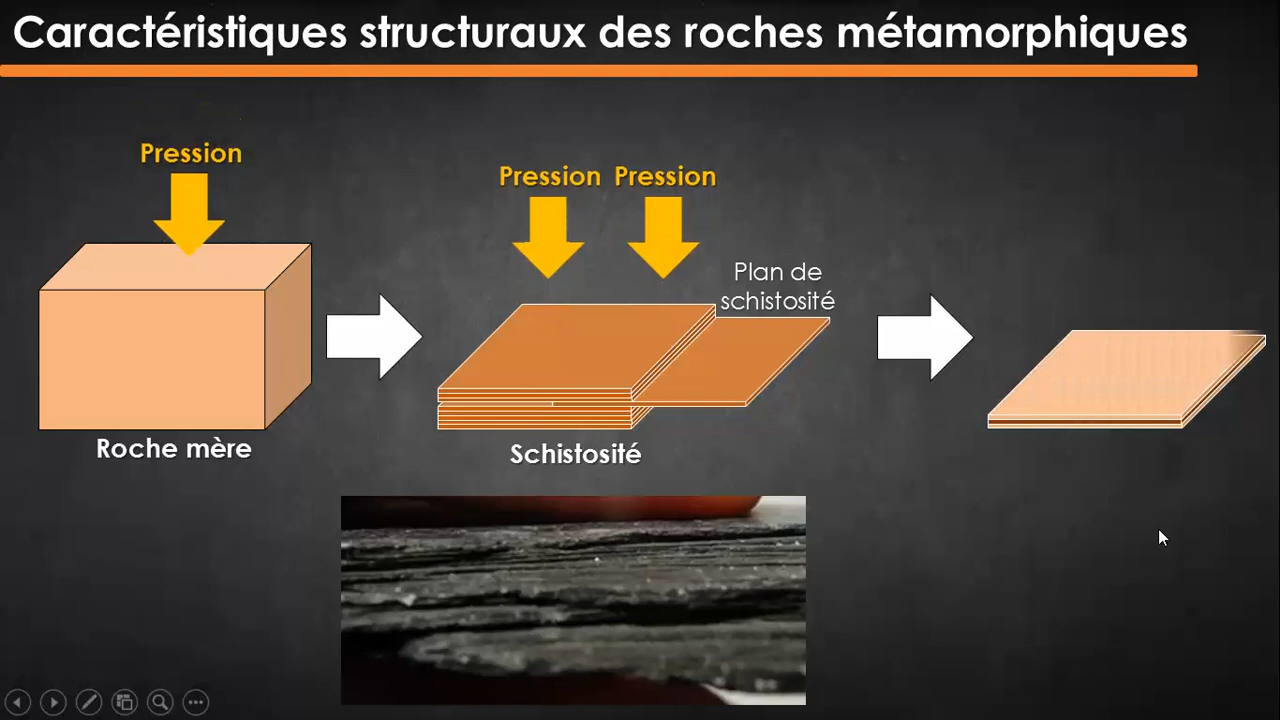 Caractéristiques structuraux des roches métamorphiques
Pression
Pression Pression
Plan de
schistosité
Roche mère
Schistosité